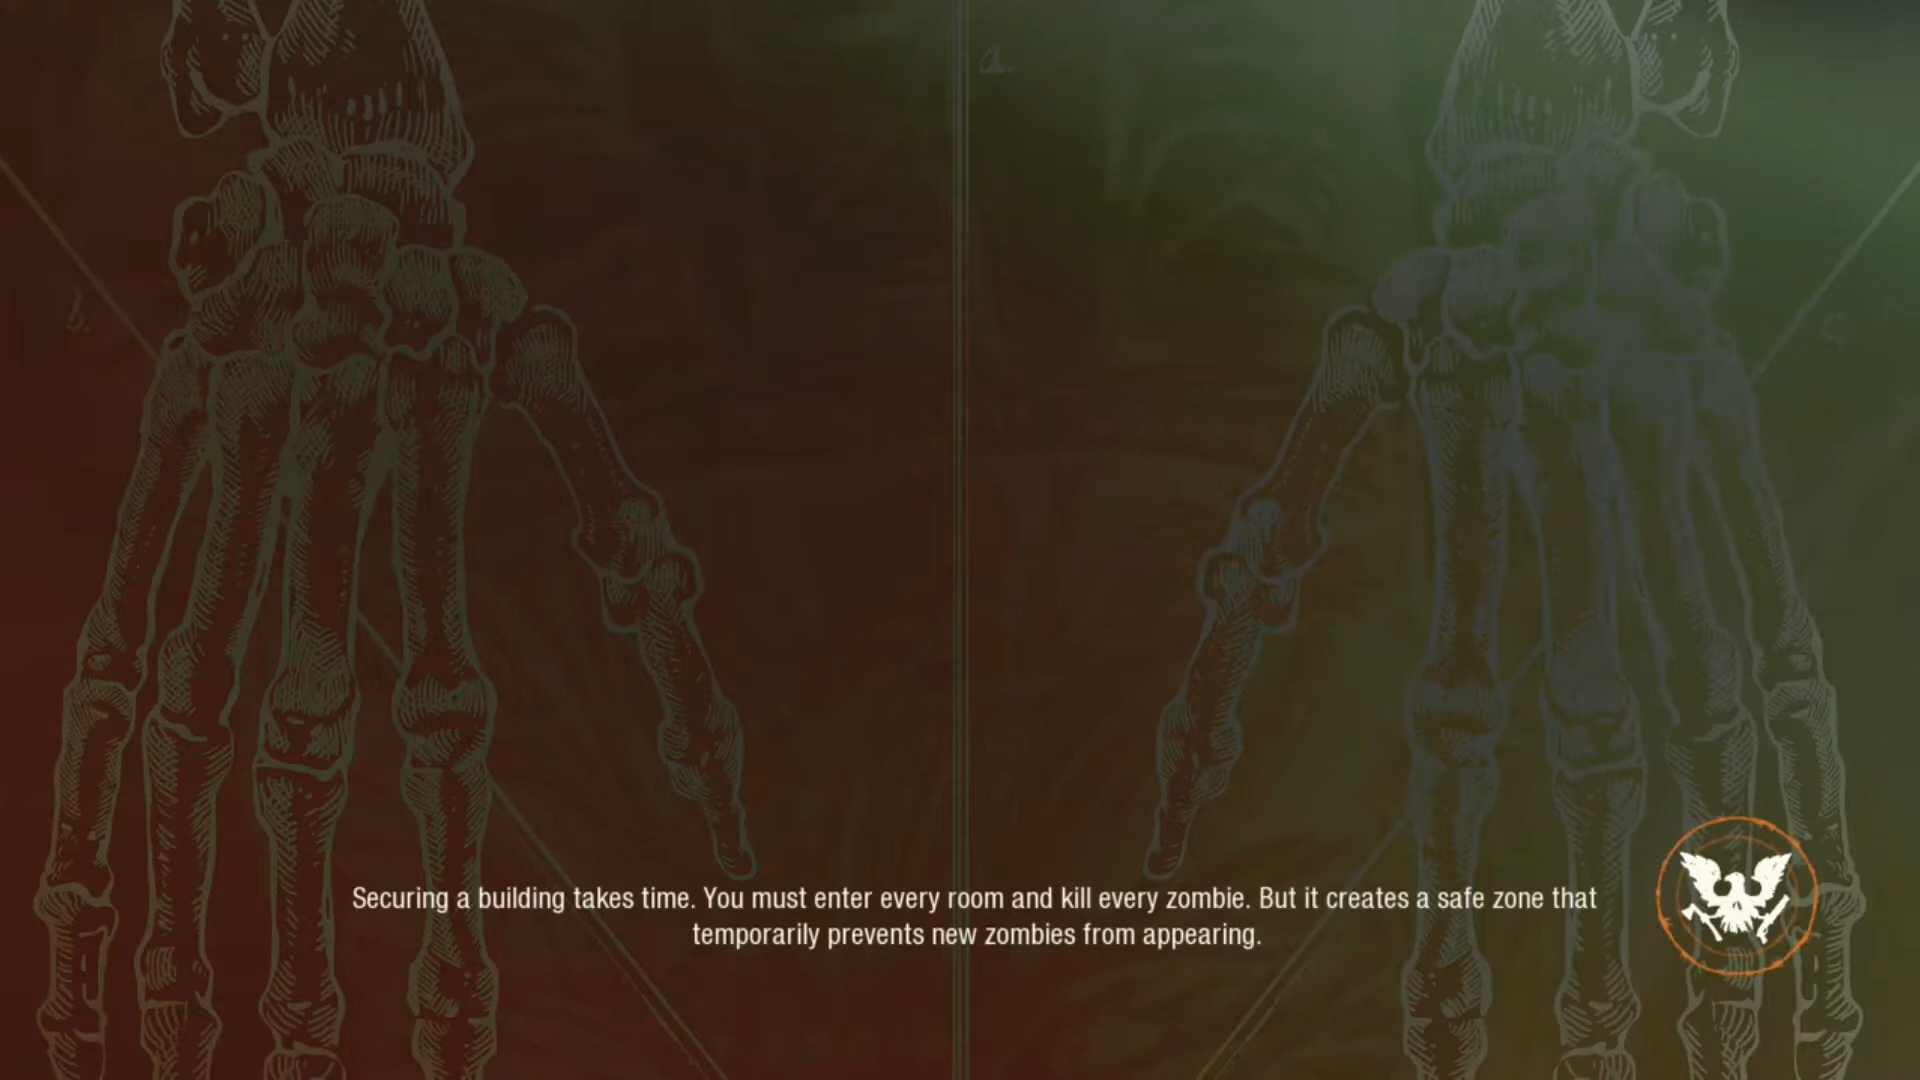 a
Securing a building takes time. You must enter every room and kill every zombie. But it creates a safe zone that
temporarily prevents new zombies from appearing.